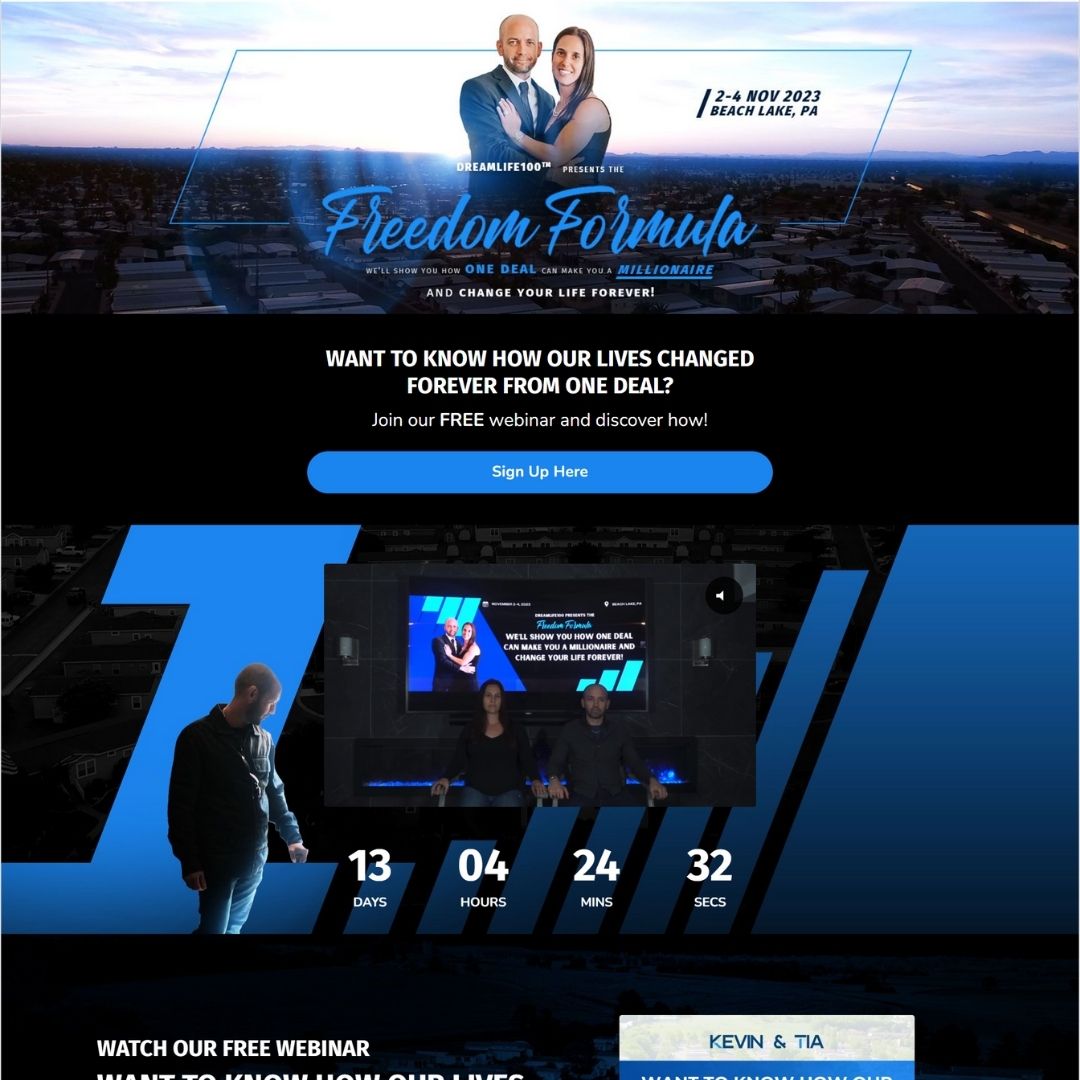 2-4 NOV 2023
BEACH LAKE, PA
DREAMLIFE100™ PRESENTS THE
Freedom Formula
WE'LL SHOW YOU HOW ONE DEAL CAN MAKE YOU A MILLIONAIRE
AND CHANGE YOUR LIFE FOREVER!
WANT TO KNOW HOW OUR LIVES CHANGED
FOREVER FROM ONE DEAL?
Join our FREE webinar and discover how!
Sign Up Here
NOVEMBER 2-4, 2023
BEACH LAKE, PA
DREAMLIFE100 PRESENTS THE
Freedom Formula
WE'LL SHOW YOU HOW ONE DEAL
CAN MAKE YOU A MILLIONAIRE AND
CHANGE YOUR LIFE FOREVER!
13 04 24 32
DAYS HOURS MINS SECS
WATCH OUR FREE WEBINAR
WANT TO KNOW HOW OUR LIVES
KEVIN & TIA
WANT TO KNOW HOW OUR